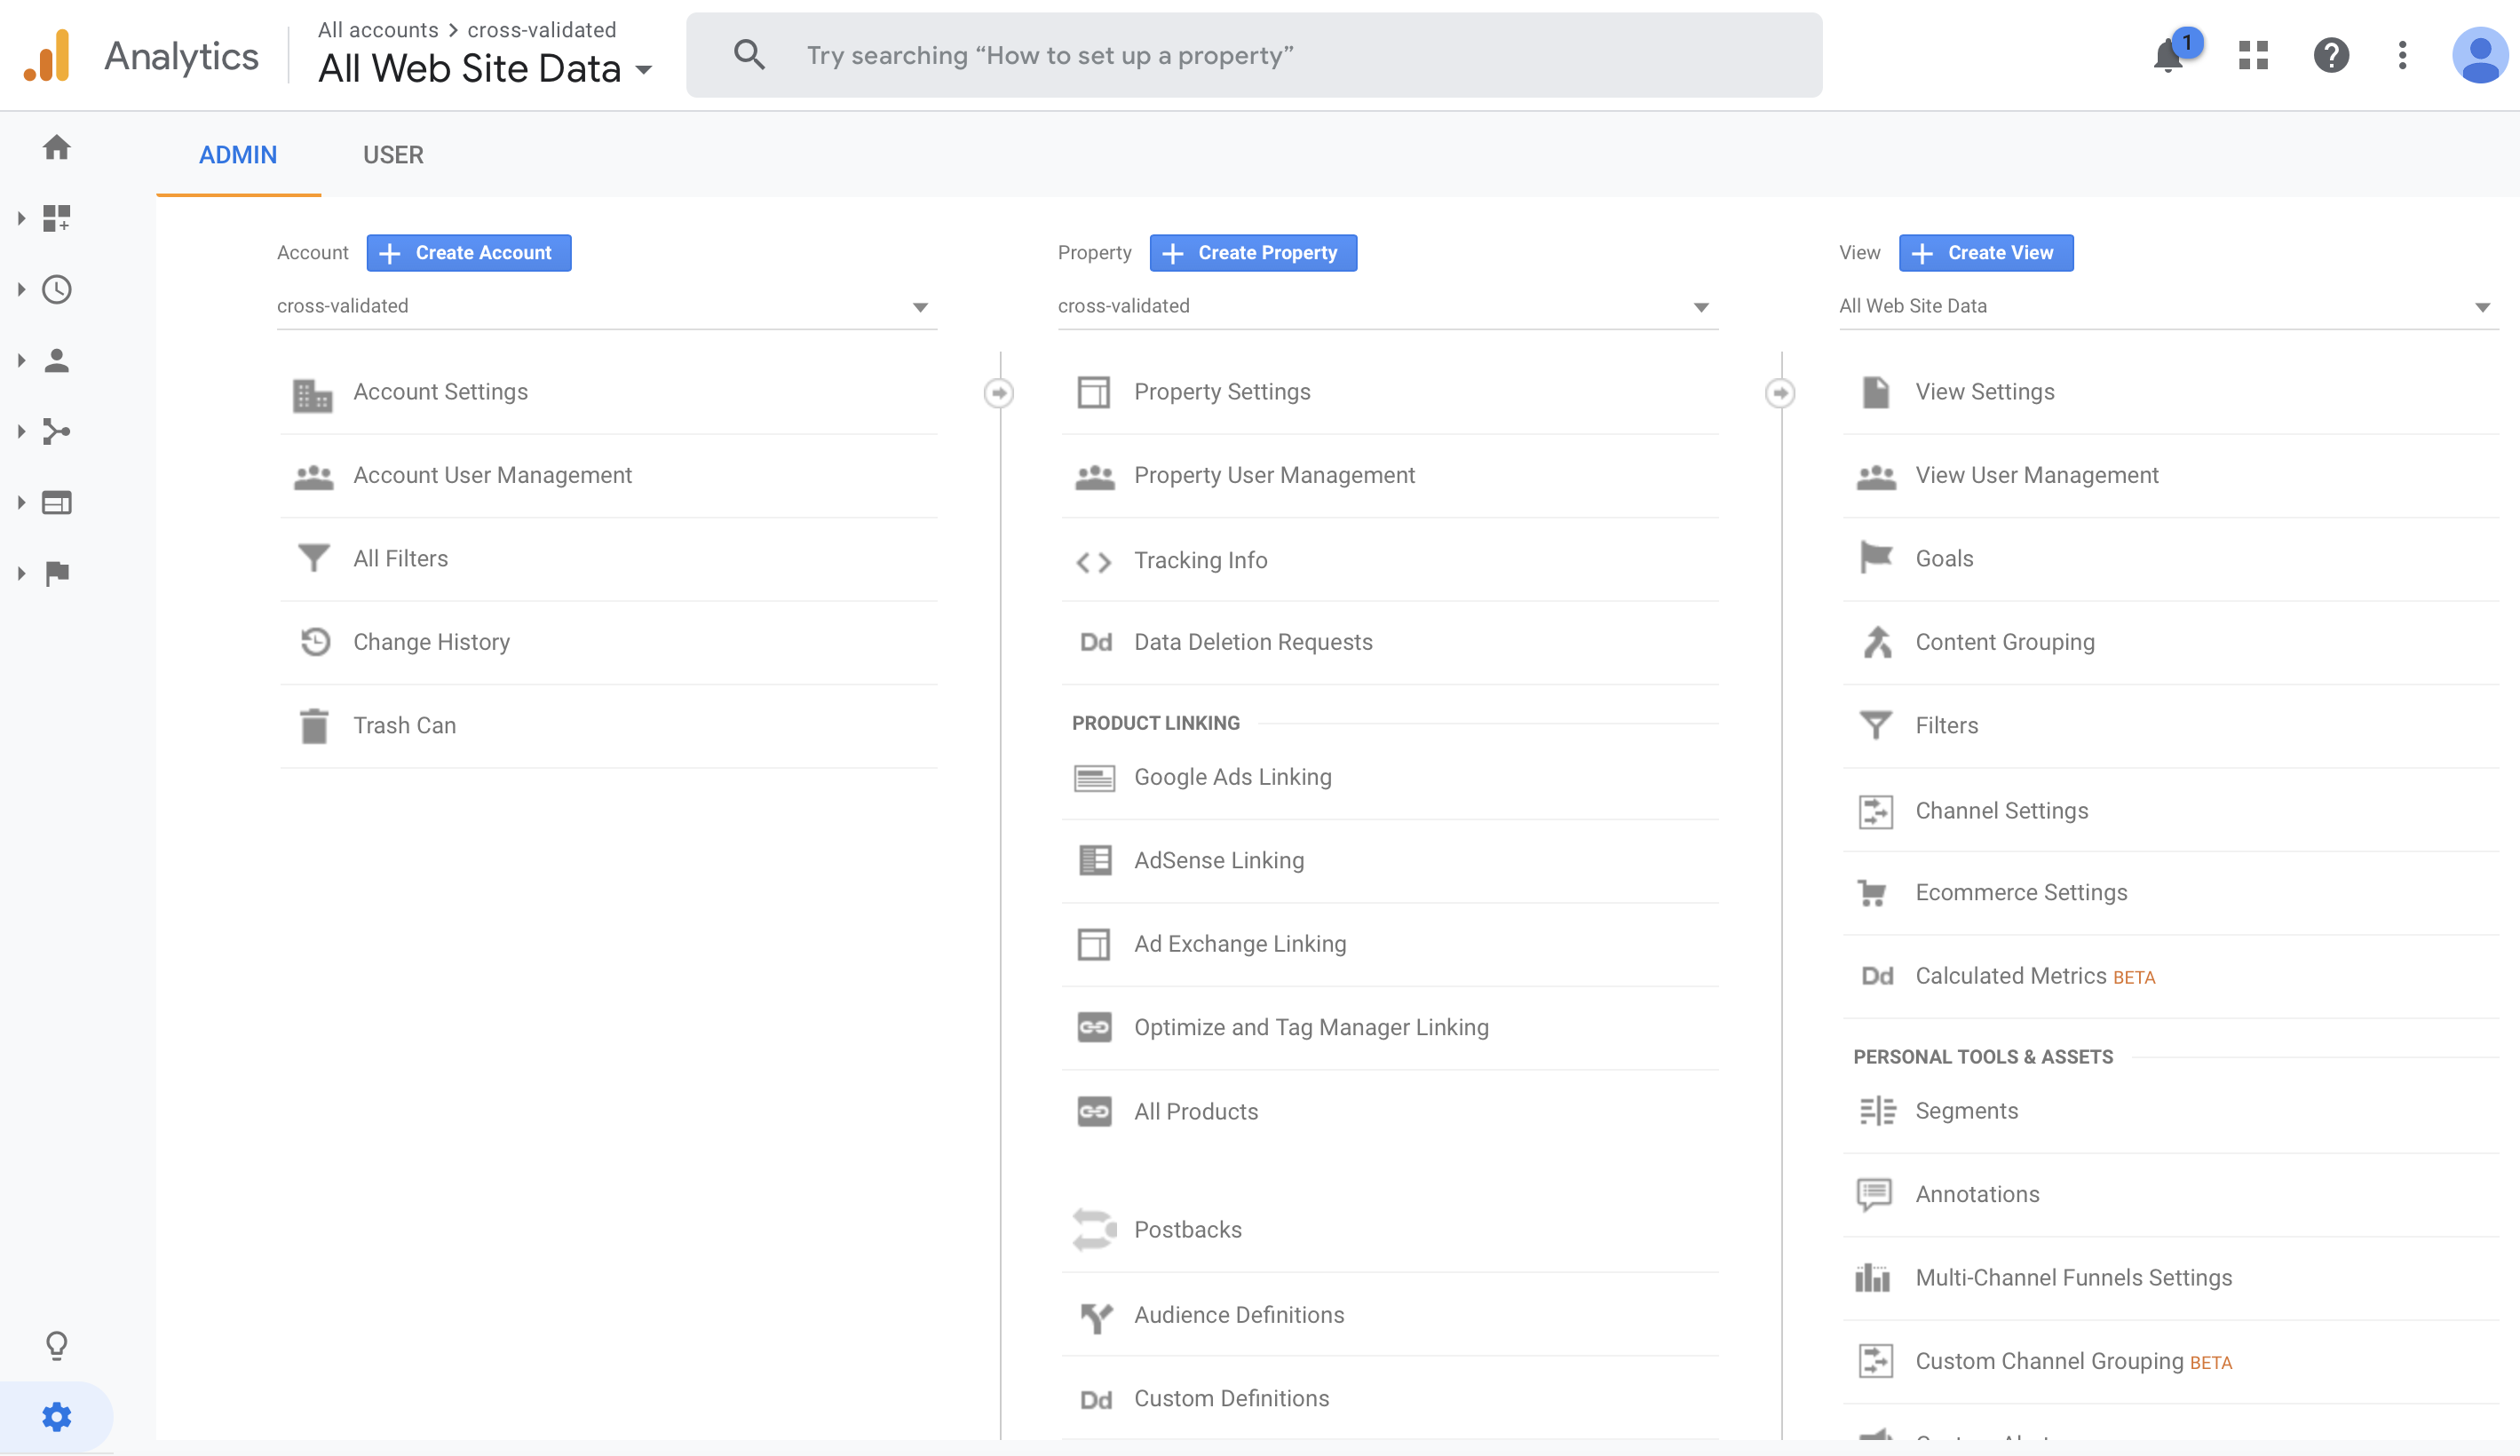 Analytics
All accounts > cross-validated
All Web Site Data
Try searching “How to set up a property”
1
ADMIN
USER
Account
Create Account
cross-validated
Account Settings
Account User Management
All Filters
Change History
Trash Can
Property
Create Property
cross-validated
Property Settings
Property User Management
Tracking Info
Dd Data Deletion Requests
PRODUCT LINKING
Google Ads Linking
AdSense Linking
Ad Exchange Linking
Optimize and Tag Manager Linking
All Products
Postbacks
Audience Definitions
Dd Custom Definitions
View
Create View
All Web Site Data
View Settings
View User Management
Goals
Content Grouping
Filters
Channel Settings
Ecommerce Settings
Dd Calculated Metrics BETA
PERSONAL TOOLS & ASSETS
Segments
Annotations
Multi-Channel Funnels Settings
Custom Channel Grouping BETA